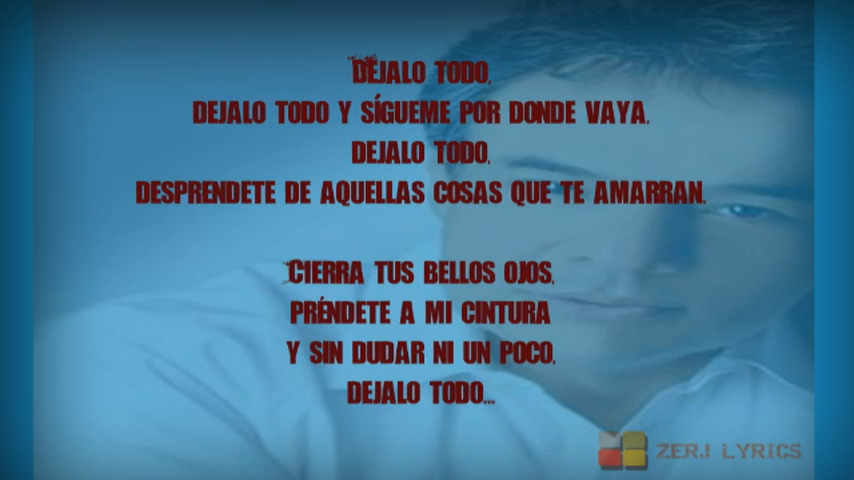 DEJALO TODO,
DEJALO TODO Y SÍGUEME POR DONDE VAYA,
DEJALO TODO,
DESPRENDETE DE AQUELLAS COSAS QUE TE AMARRAN.
CIERRA TUS BELLOS OJOS,
PRÉNDETE A MI CINTURA
Y SIN DUDAR NI UN POCO,
DEJALO TODO...
ZERJ LYRICS